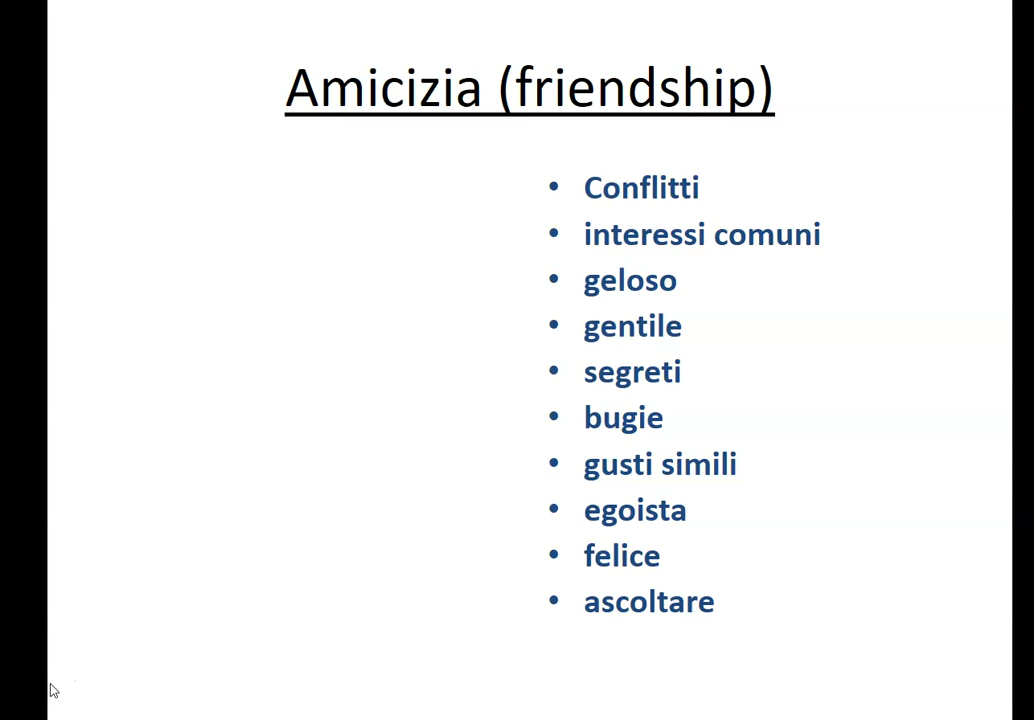 Amicizia (friendship)
• Conflitti
• interessi comuni
• geloso
• gentile
• segreti
• bugie
• gusti simili
• egoista
• felice
• ascoltare